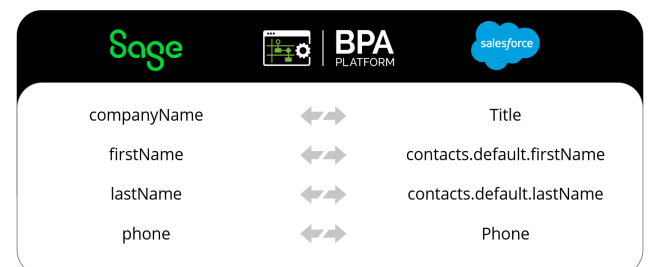 Sage BPA PLATFORM salesforce
companyName Title
firstName contacts.default.firstName
lastName contacts.default.lastName
phone Phone